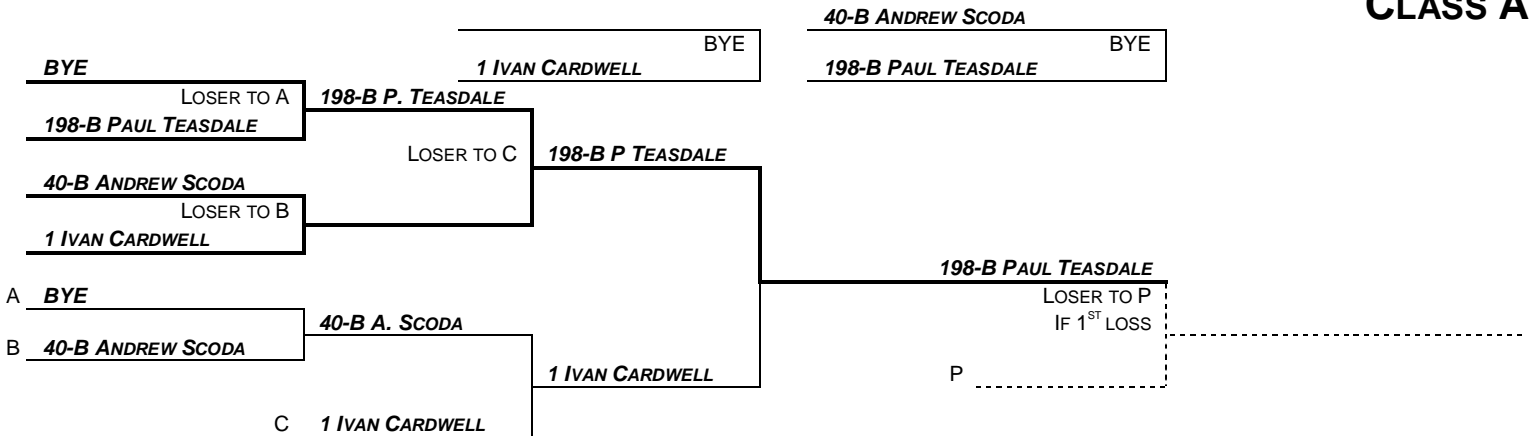 CLASS A
40-B ANDREW SCODA
BYE
BYE
1 IVAN CARDWELL
198-B PAUL TEASDALE
BYE
LOSER TO A
198-B P. TEASDALE
198-B PAUL TEASDALE
LOSER TO C
198-B P TEASDALE
40-B ANDREW SCODA
LOSER TO B
1 IVAN CARDWELL
198-B PAUL TEASDALE
A BYE
LOSER TO P
40-B A. SCODA
IF 1ST LOSS
B 40-B ANDREW SCODA
1 IVAN CARDWELL
P
C 1 IVAN CARDWELL